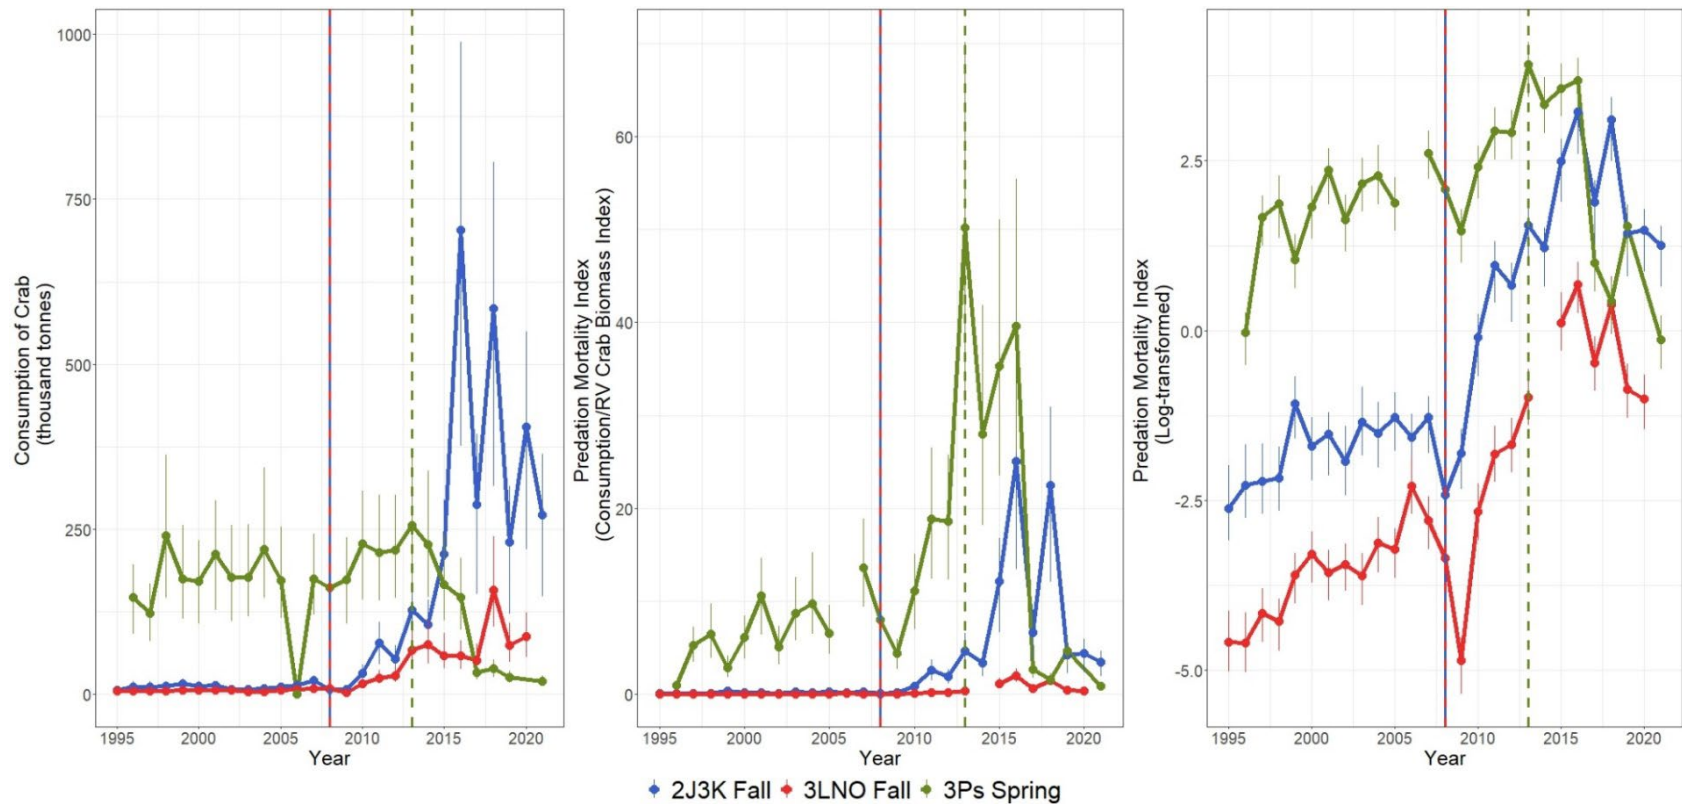 Consumption of Crab
(thousand tonnes)
1000
750
500
250
0
1995 2000 2005 2010 2015 2020
Year
Predation Mortality Index
(Consumption/RV Crab Biomass Index)
60
40
20
0
1995 2000 2005 2010 2015 2020
Year
Predation Mortality Index
(Log-transformed)
2.5
0.0
-2.5
-5.0
1995 2000 2005 2010 2015 2020
Year
2J3K Fall 3LNO Fall 3Ps Spring